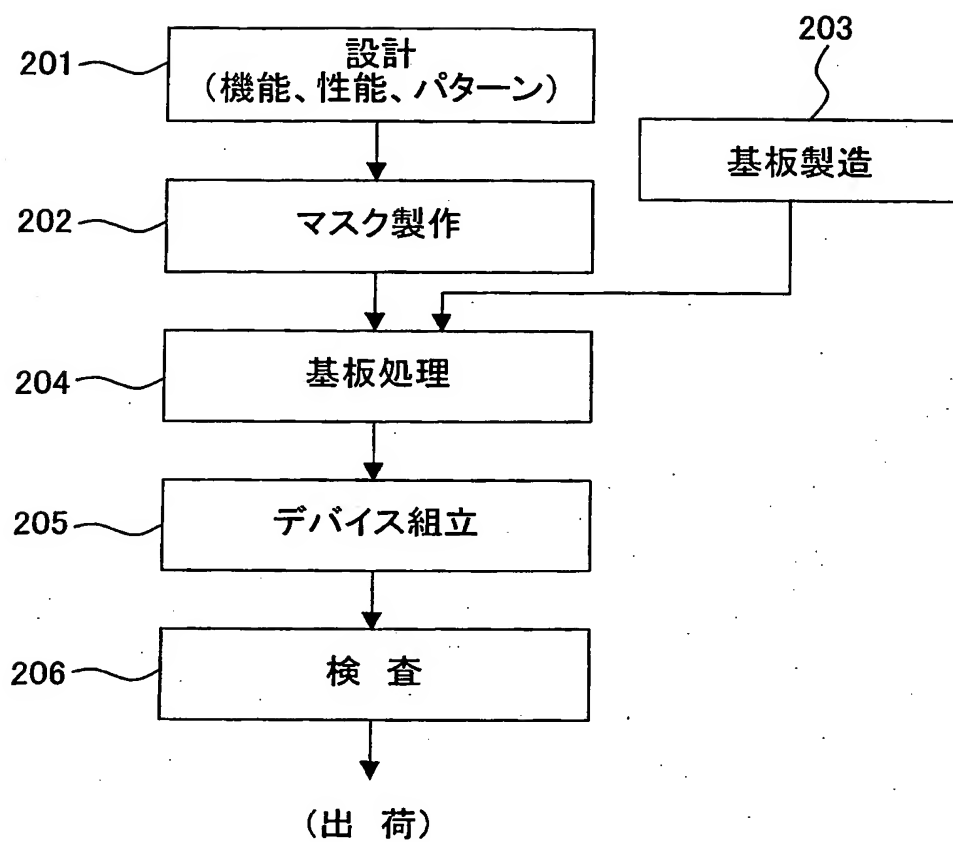 201
設計
(機能、性能、パターン)
203
基板製造
202
マスク製作
204
基板処理
205
デバイス組立
206
検 査
(出 荷)